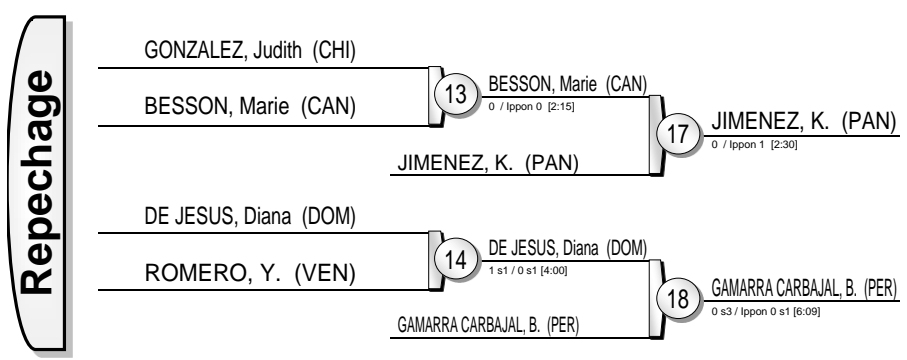 Repechage
GONZALEZ, Judith (CHI)
BESSON, Marie (CAN)
13
BESSON, Marie (CAN)
0 / Ippon 0 [2:15]
JIMENEZ, K. (PAN)
17
JIMENEZ, K. (PAN)
0 / Ippon 1 [2:30]
DE JESUS, Diana (DOM)
ROMERO, Y. (VEN)
14
DE JESUS, Diana (DOM)
1 s1 / 0 s1 [4:00]
GAMARRA CARBAJAL, B. (PER)
18
GAMARRA CARBAJAL, B. (PER)
0 s3 / Ippon 0 s1 [6:09]